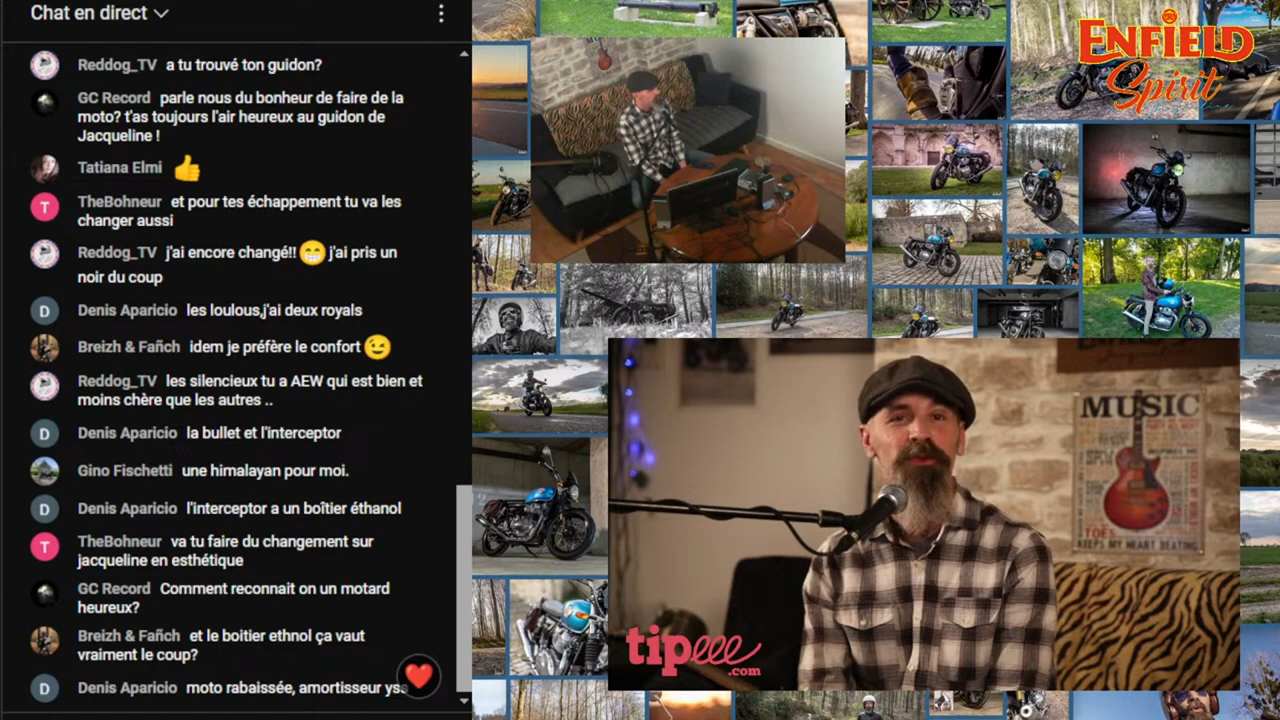 Chat en direct
Reddog_TV a tu trouvé ton guidon?
GC Record parle nous du bonheur de faire de la
moto? t'as toujours l'air heureux au guidon de
Jacqueline !
Tatiana Elmi
TheBohneur et pour tes échappement tu va les
changer aussi
Reddog_TV j'ai encore changé!! j'ai pris un
noir du coup
Denis Aparicio les loulous,j'ai deux royals
Breizh & Fañch idem je préfère le confort
Reddog_TV les silencieux tu a AEW qui est bien et
moins chère que les autres ..
Denis Aparicio la bullet et l'interceptor
Gino Fischetti une himalayan pour moi.
Denis Aparicio l'interceptor a un boîtier éthanol
TheBohneur va tu faire du changement sur
jacqueline en esthétique
GC Record Comment reconnait on un motard
heureux?
Breizh & Fañch et le boitier ethnol ça vaut
vraiment le coup?
Denis Aparicio moto rabaissée, amortisseur yss
T
D
D
D
T
D
ENFIELD
Spirit
MUSIC
TOES
KEEPS MY HEART BEATING
tipeee
.com